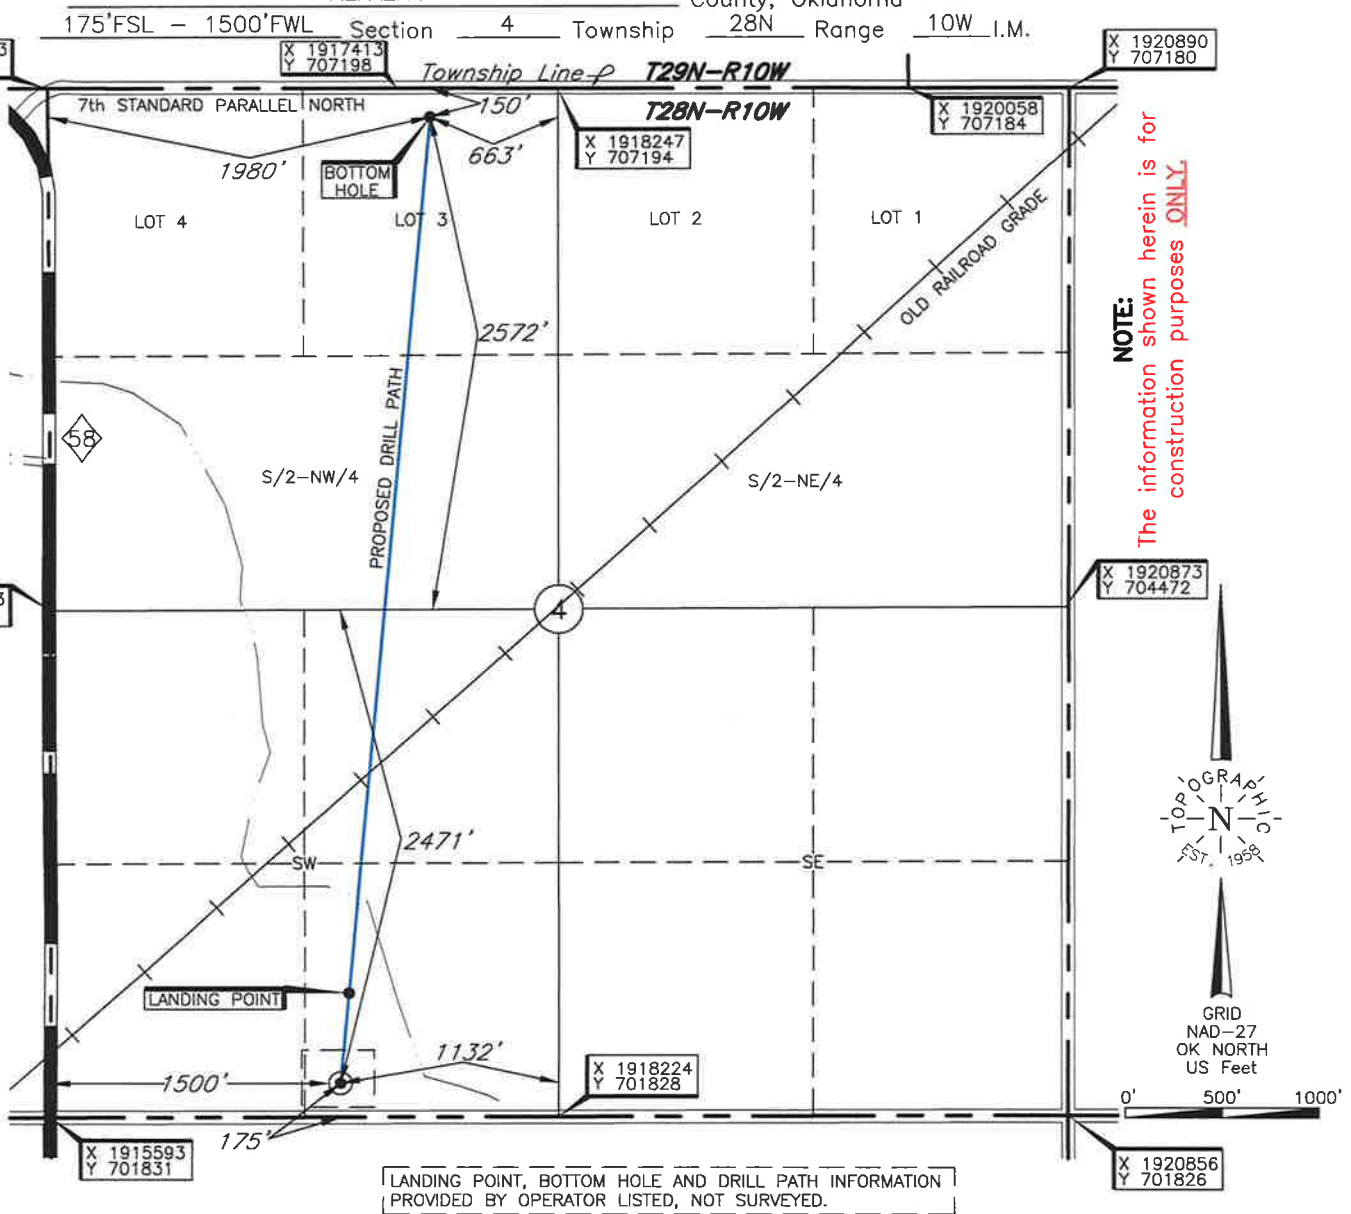 County, Oklahoma
175'FSL – 1500'FWL Section 4 Township 28N Range 10W I.M.
X 1917413
Y 707198
X 1920890
Y 707180
Township Line
T29N-R10W
7th STANDARD PARALLEL NORTH
150'
T28N-R10W
X 1920058
Y 707184
1980'
663'
X 1918247
Y 707194
BOTTOM
HOLE
LOT 4
LOT 3
LOT 2
LOT 1
OLD RAILROAD GRADE
NOTE:
The information shown herein is for
construction purposes ONLY.
2572'
PROPOSED DRILL PATH
58
S/2-NW/4
S/2-NE/4
X 1920873
Y 704472
4
2471'
SW
SE
TOPOGRAPHIC
N
EST. 1958
LANDING POINT
1132'
1500'
175'
X 1918224
Y 701828
GRID
NAD-27
OK NORTH
US Feet
0' 500' 1000'
X 1915593
Y 701831
X 1920856
Y 701826
LANDING POINT, BOTTOM HOLE AND DRILL PATH INFORMATION
PROVIDED BY OPERATOR LISTED, NOT SURVEYED.